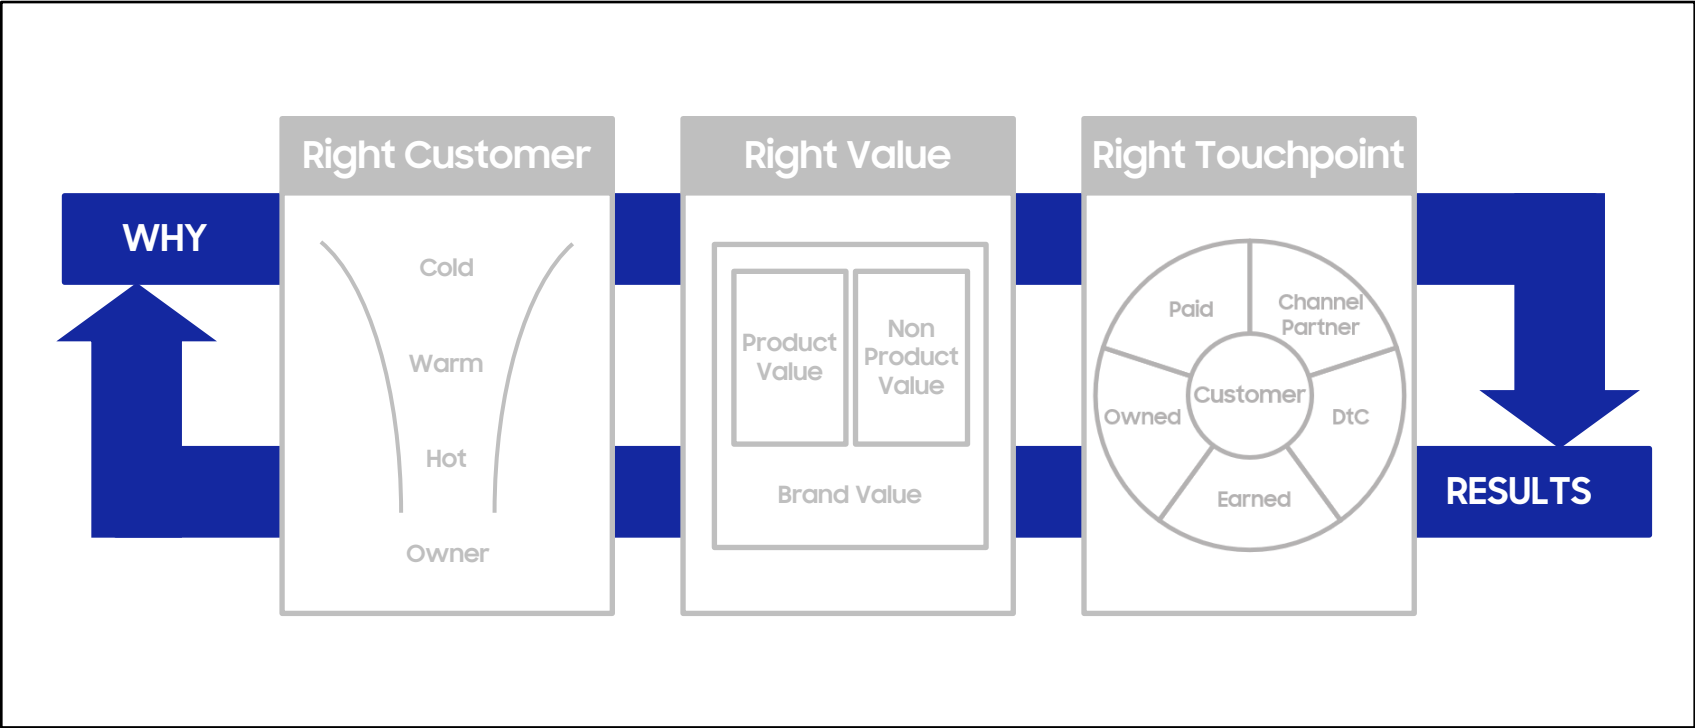 Right Customer
Right Value
Right Touchpoint
WHY
Cold
Warm
Hot
Owner
Product
Value
Non
Product
Value
Brand Value
Paid
Channel
Partner
Customer
Owned
DtC
Earned
RESULTS